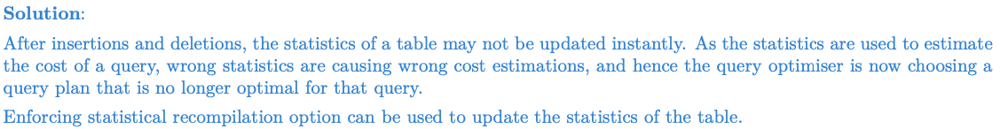 Solution:
After insertions and deletions, the statistics of a table may not be updated instantly. As the statistics are used to estimate
the cost of a query, wrong statistics are causing wrong cost estimations, and hence the query optimiser is now choosing a
query plan that is no longer optimal for that query.
Enforcing statistical recompilation option can be used to update the statistics of the table.